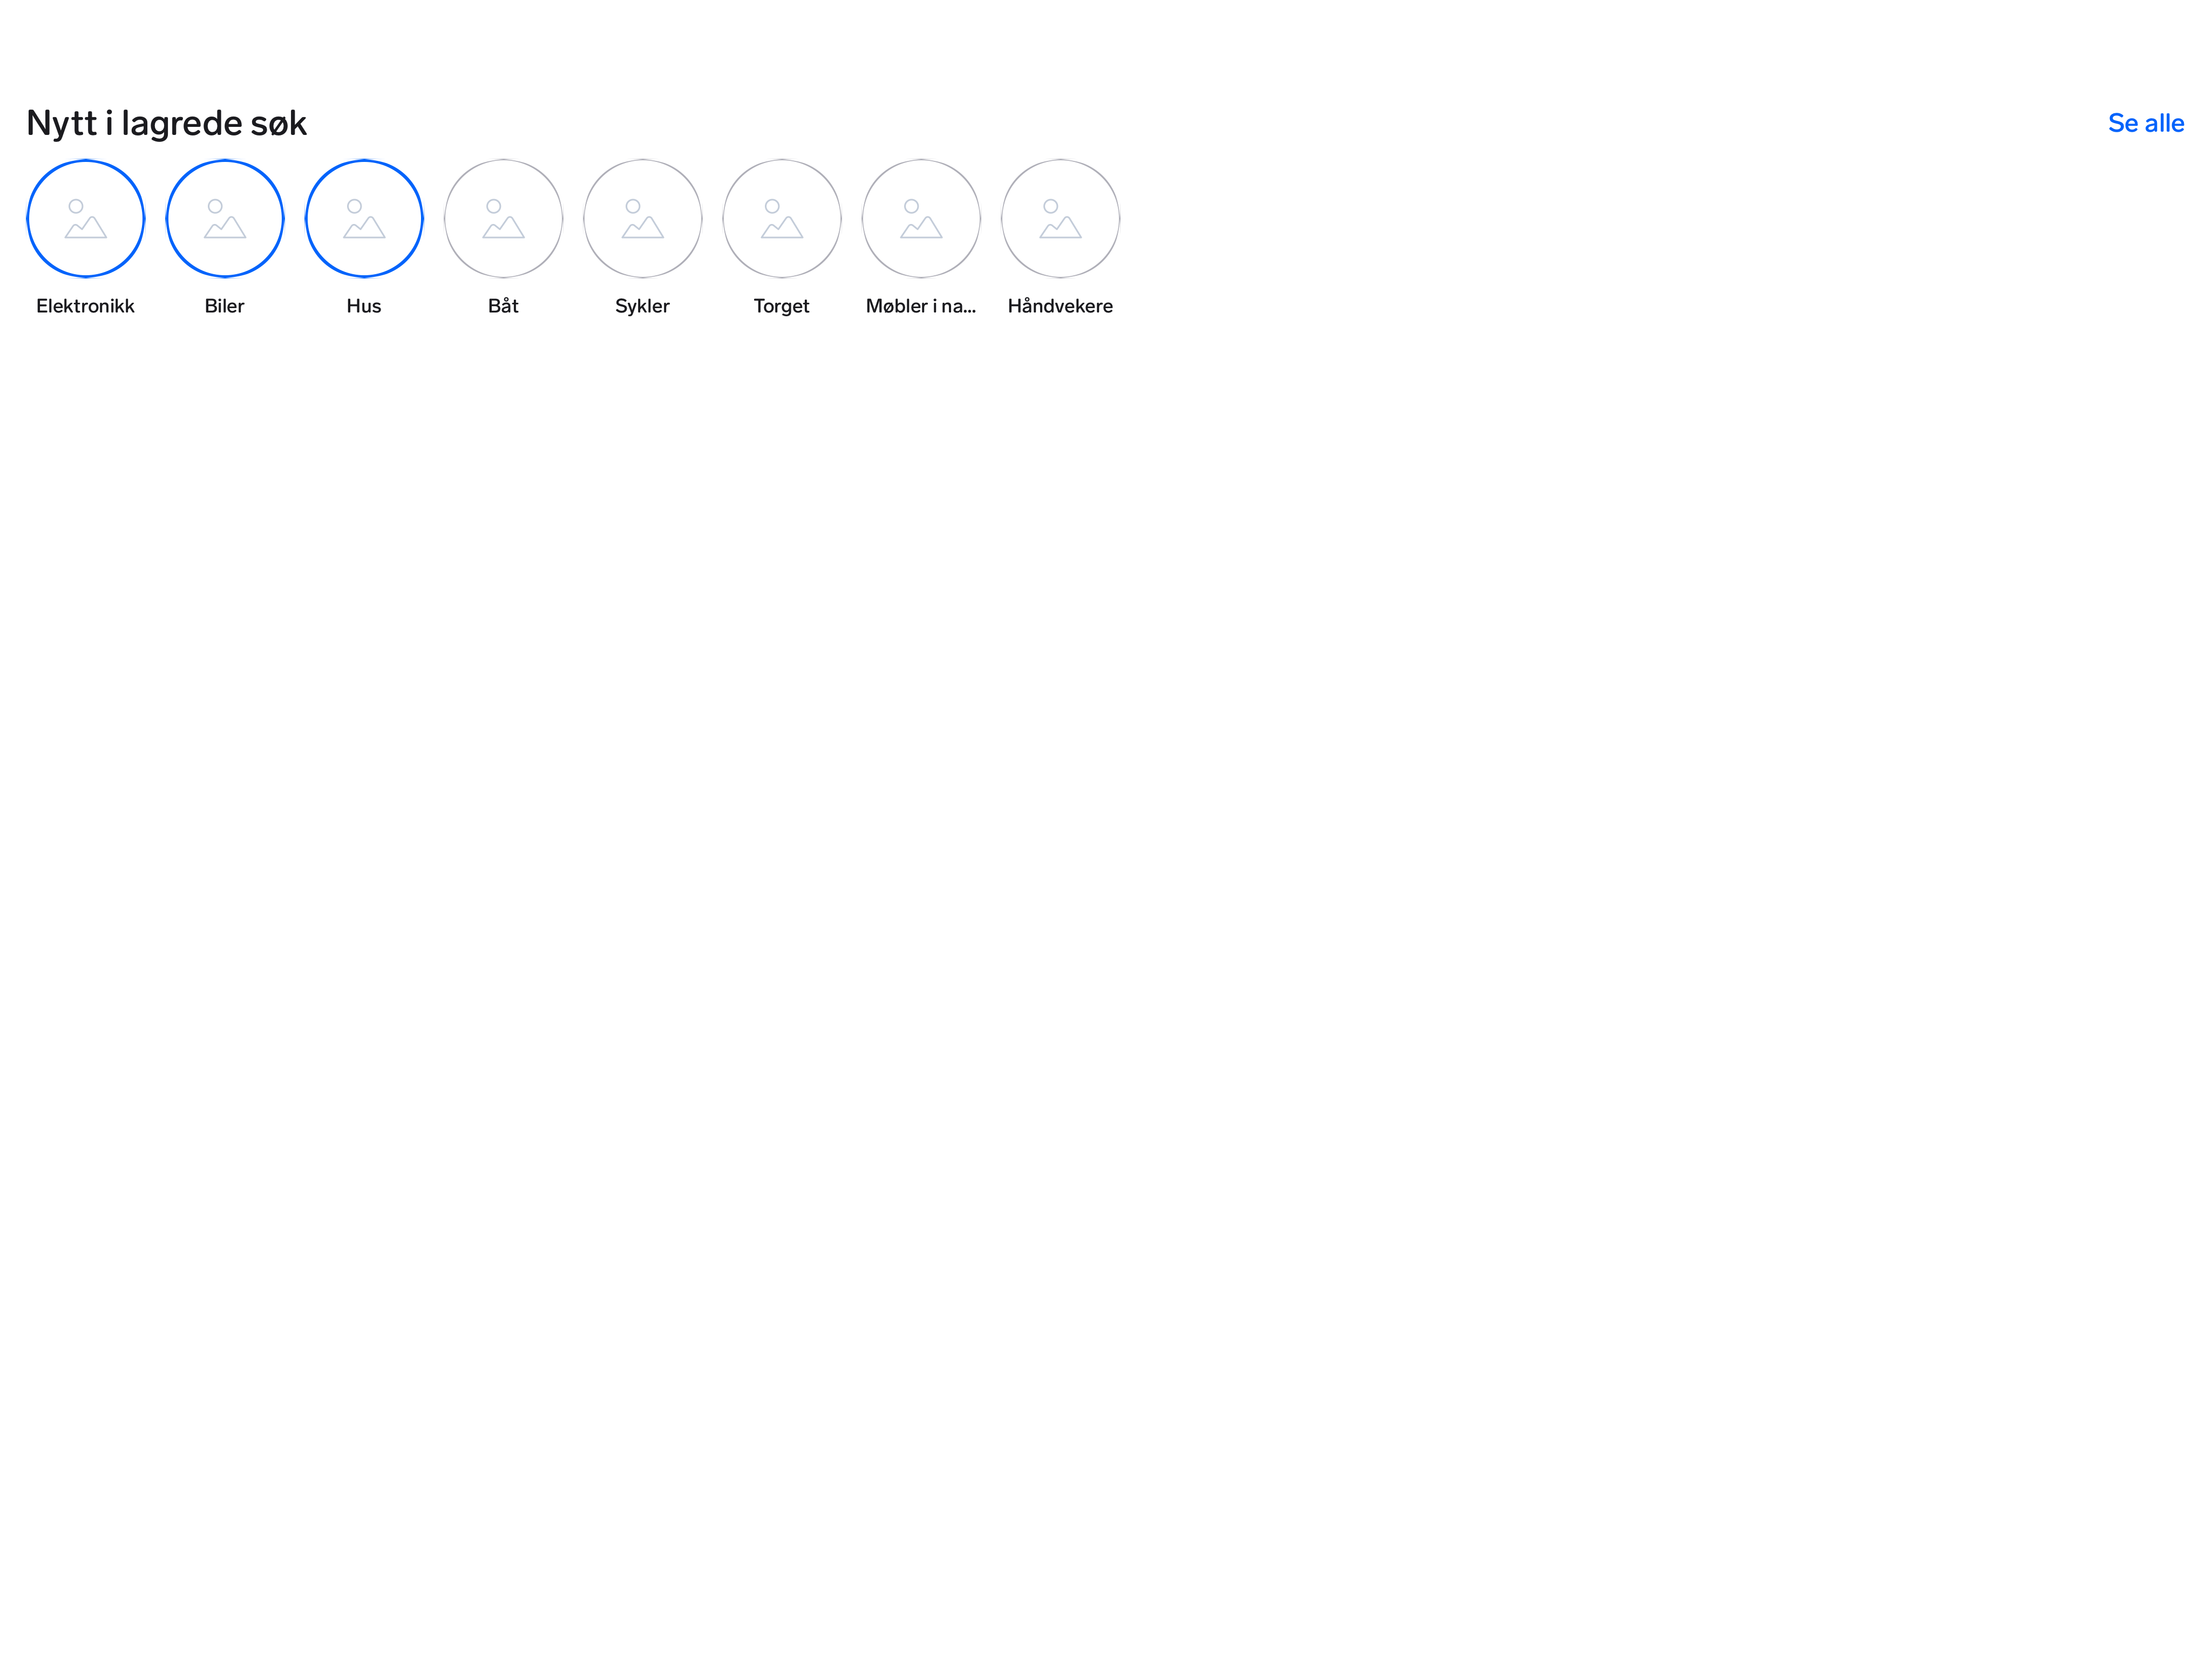 Nytt i lagrede søk
Se alle
Elektronikk
Biler
Hus
Båt
Sykler
Torget
Møbler i na...
Håndvekere